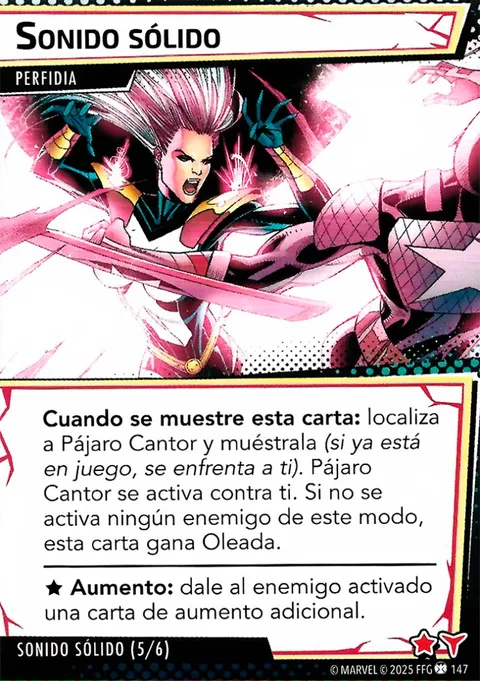 Sonido sólido
PERFIDIA
Cuando se muestre esta carta: localiza
a Pájaro Cantor y muéstrala (si ya está
en juego, se enfrenta a ti). Pájaro
Cantor se activa contra ti. Si no se
activa ningún enemigo de este modo,
esta carta gana Oleada.
★ Aumento: dale al enemigo activado
una carta de aumento adicional.
SONIDO SÓLIDO (5/6)
© MARVEL © 2025 FFG 147